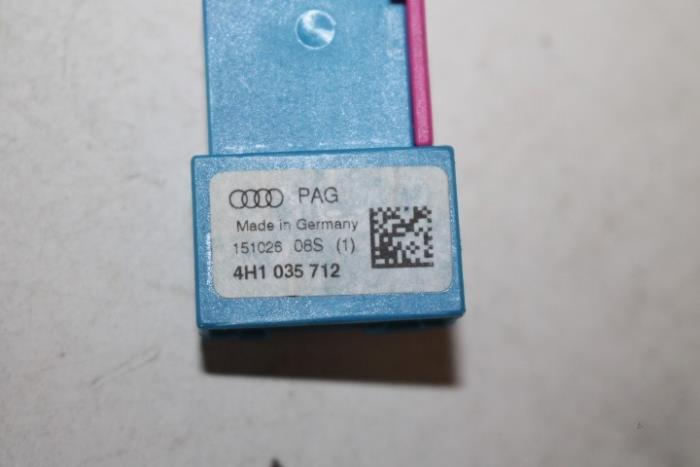 PAG
Made in Germany
151026 08S (1)
4H1 035 712